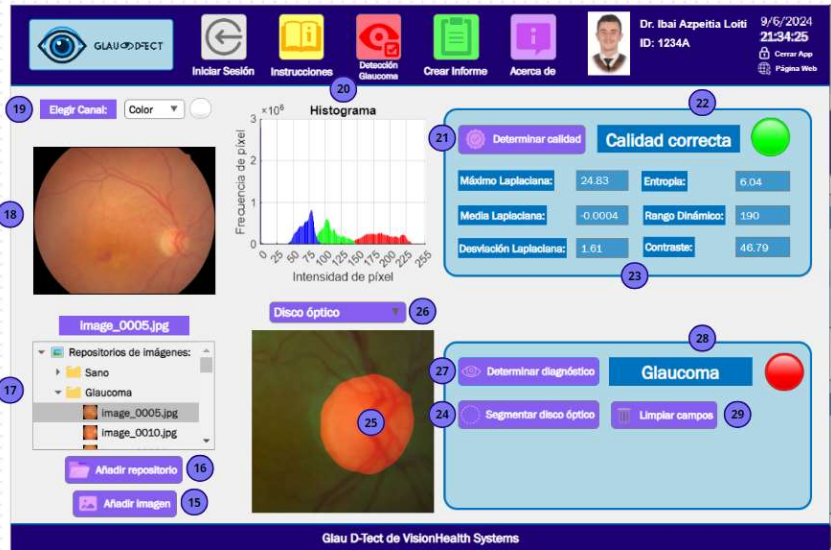 GLAU D-TECT
Iniciar Sesión
Instrucciones
Detección
Glaucoma
Crear Informe
Acerca de
Dr. Ibai Azpeitia Loiti
ID: 1234A
9/6/2024
21:34:25
Cerrar App
Página Web
19
Elegir Canal:
Color
20
×10⁶
Histograma
3
2
1
0
Frecuencia de píxel
0 25 50 75 100 125 150 175 200 225 255
Intensidad de píxel
18
22
21
Determinar calidad
Calidad correcta
Máximo Laplaciana:
24.83
Entropía:
6.04
Media Laplaciana:
-0.0004
Rango Dinámico:
190
Desviación Laplaciana:
1.61
Contraste:
46.79
23
Image_0005.jpg
17
Repositorios de imágenes:
Sano
Glaucoma
image_0005.jpg
image_0010.jpg
Añadir repositorio
16
Añadir imagen
15
Disco óptico
26
25
28
27
Determinar diagnóstico
Glaucoma
24
Segmentar disco óptico
Limpiar campos
29
Glau D-Tect de VisionHealth Systems